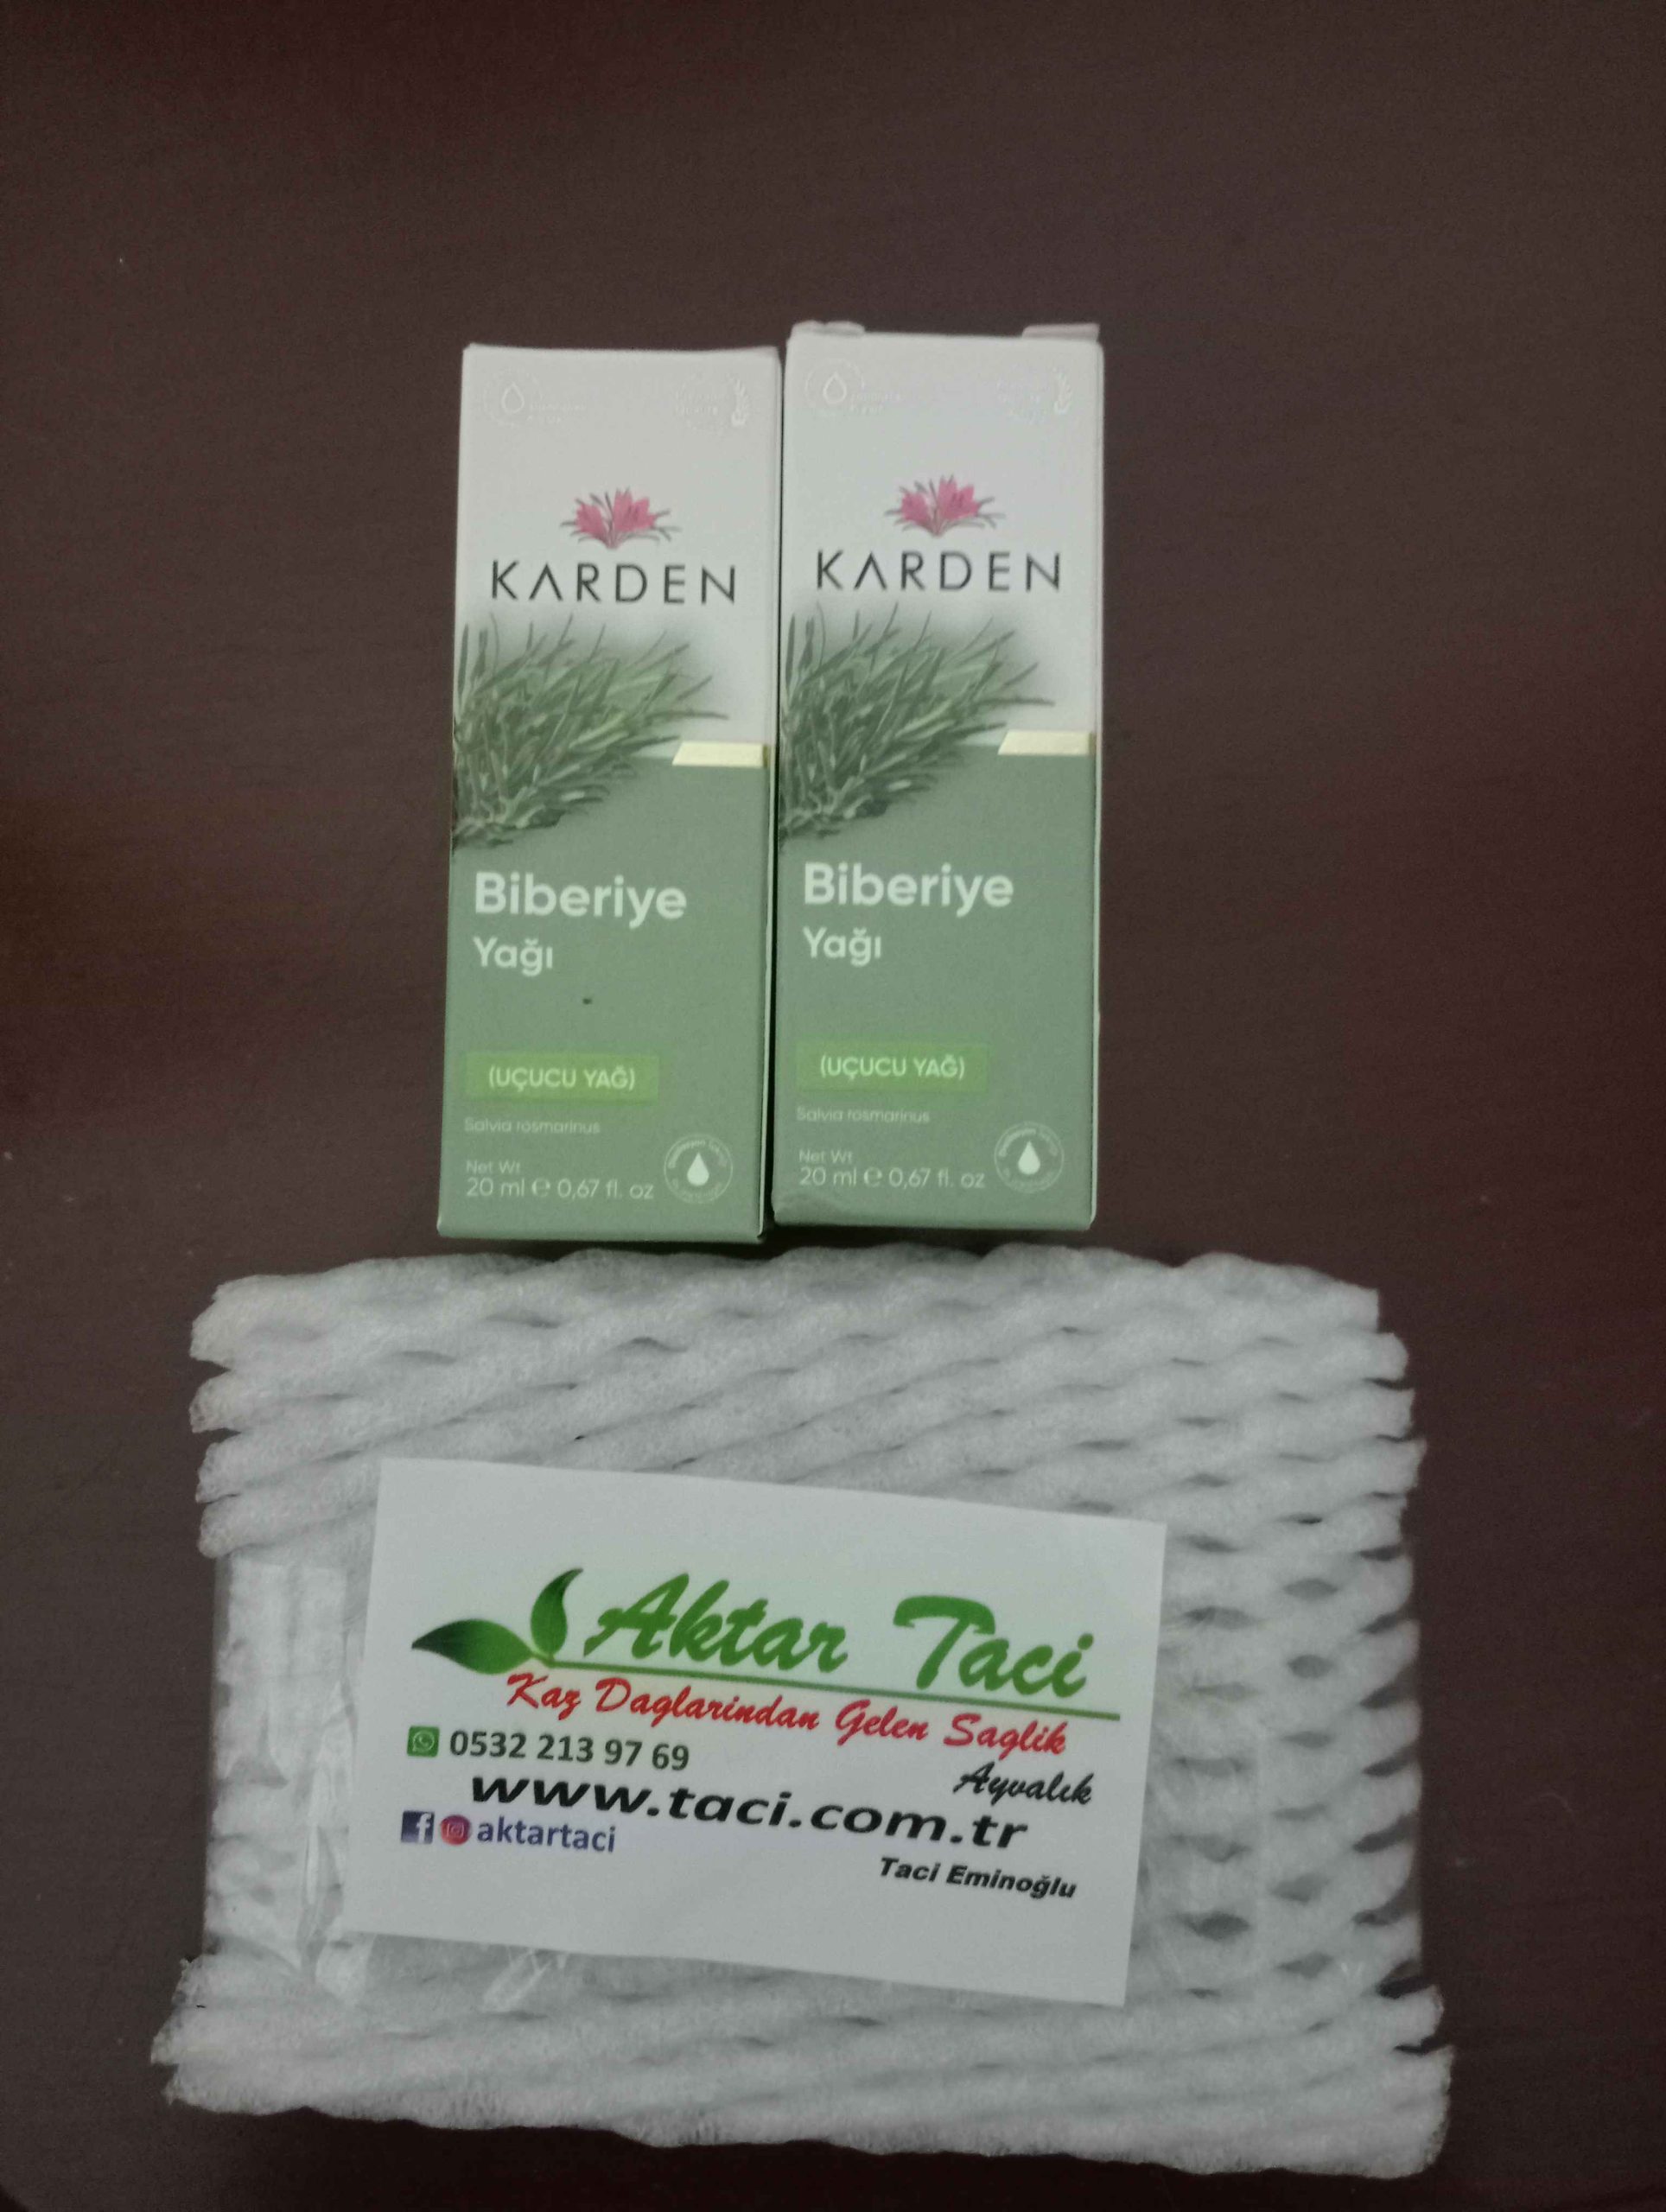 KARDEN
Biberiye
Yağı
(UÇUCU YAĞ)
Salvia rosmarinus
Net Wt
20 ml ℮ 0,67 fl. oz
KARDEN
Biberiye
Yağı
(UÇUCU YAĞ)
Salvia rosmarinus
Net Wt
20 ml ℮ 0,67 fl. oz
Aktar Taci
Kaz Daglarindan Gelen Saglik
0532 213 97 69
Ayvalık
www.taci.com.tr
aktartaci
Taci Eminoğlu